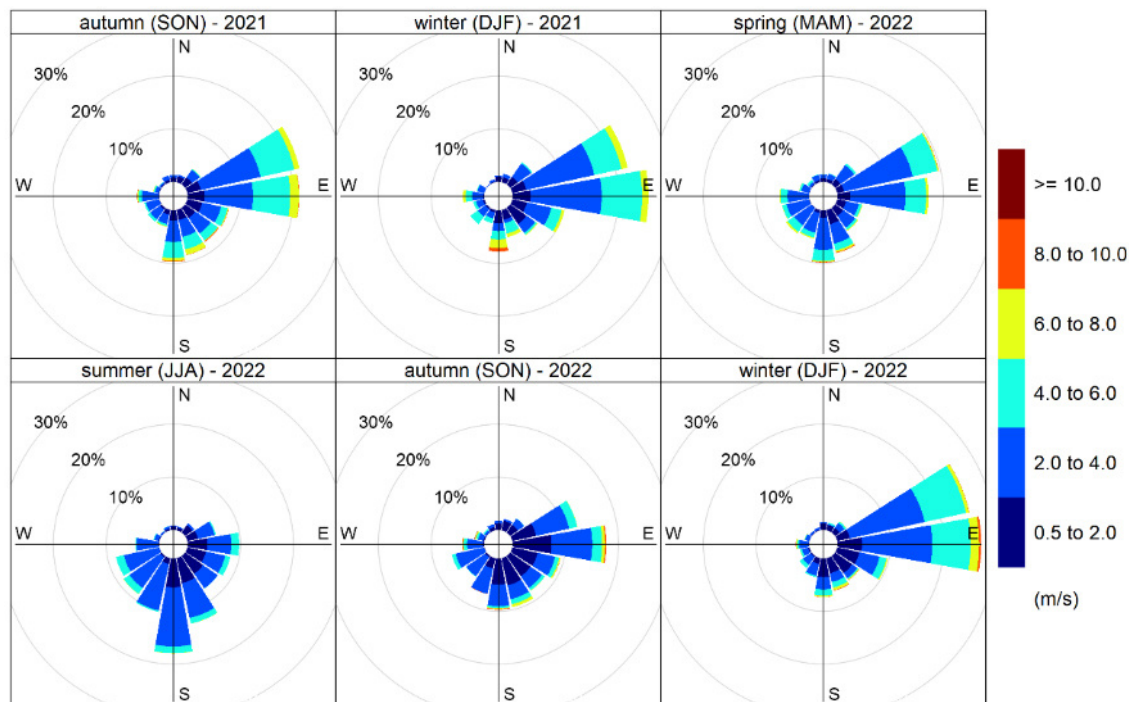 autumn (SON) - 2021
N
30%
20%
10%
W
E
S
winter (DJF) - 2021
N
30%
20%
10%
W
E
S
spring (MAM) - 2022
N
30%
20%
10%
W
E
S
summer (JJA) - 2022
N
30%
20%
10%
W
E
S
autumn (SON) - 2022
N
30%
20%
10%
W
E
S
winter (DJF) - 2022
N
30%
20%
10%
W
E
S
>= 10.0
8.0 to 10.0
6.0 to 8.0
4.0 to 6.0
2.0 to 4.0
0.5 to 2.0
(m/s)